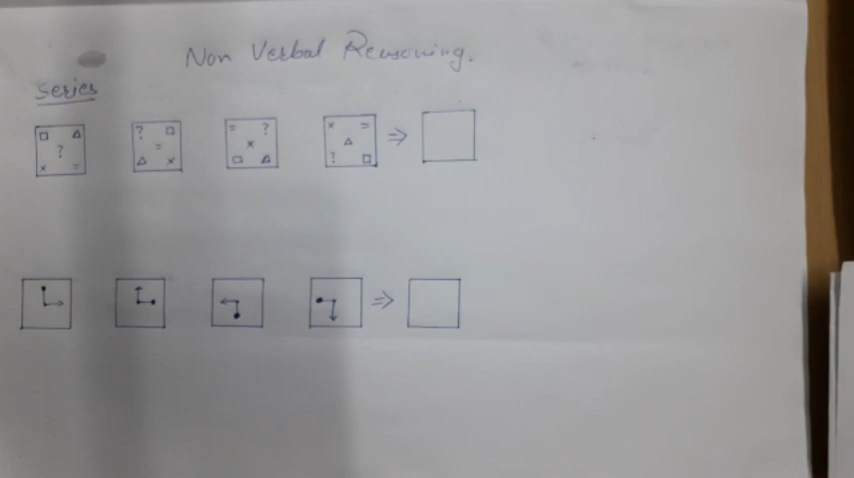 Non Verbal Reasoning.
Series
? 
? 
= × ?
× =
?